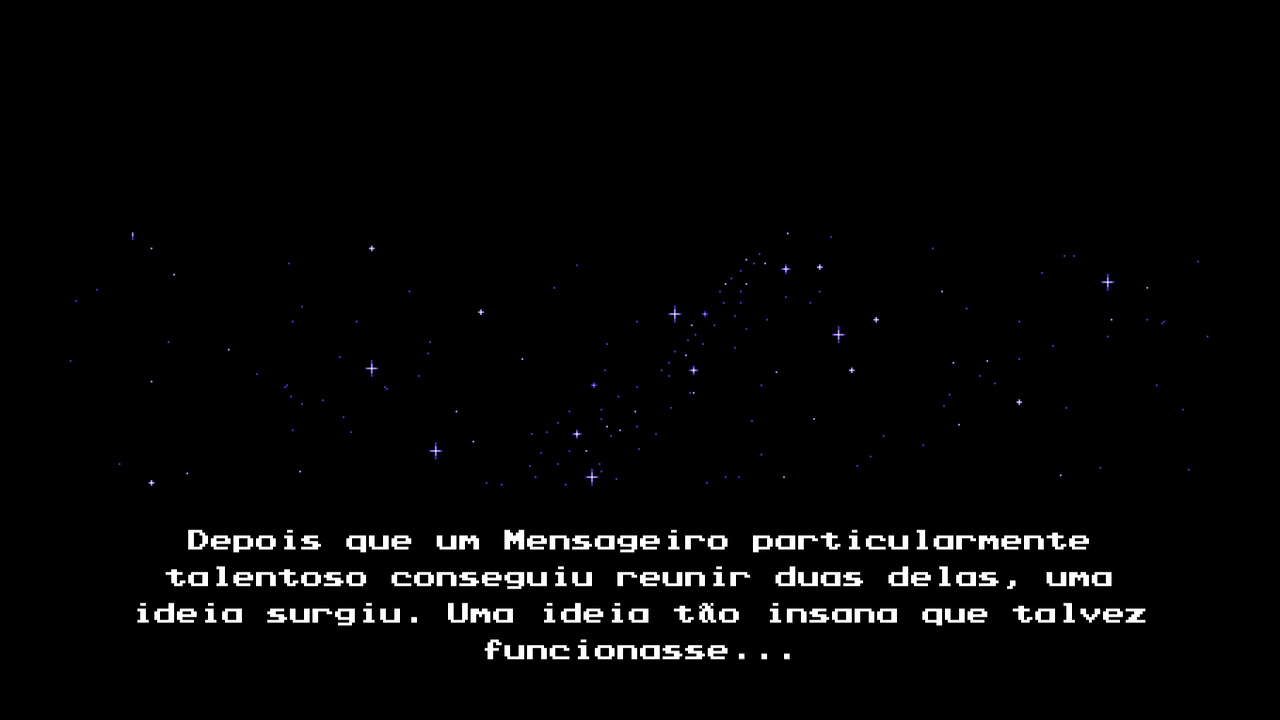 Depois que um Mensageiro particularmente
talentoso conseguiu reunir duas delas, uma
ideia surgiu. Uma ideia tão insana que talvez
funcionasse...